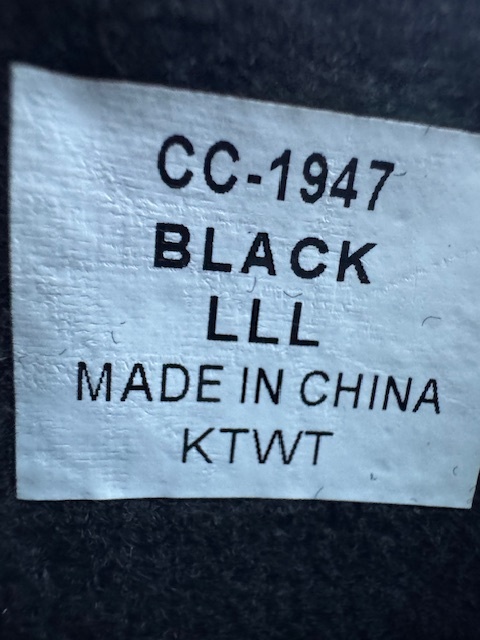 CC-1947
BLACK
LLL
MADE IN CHINA
KTWT